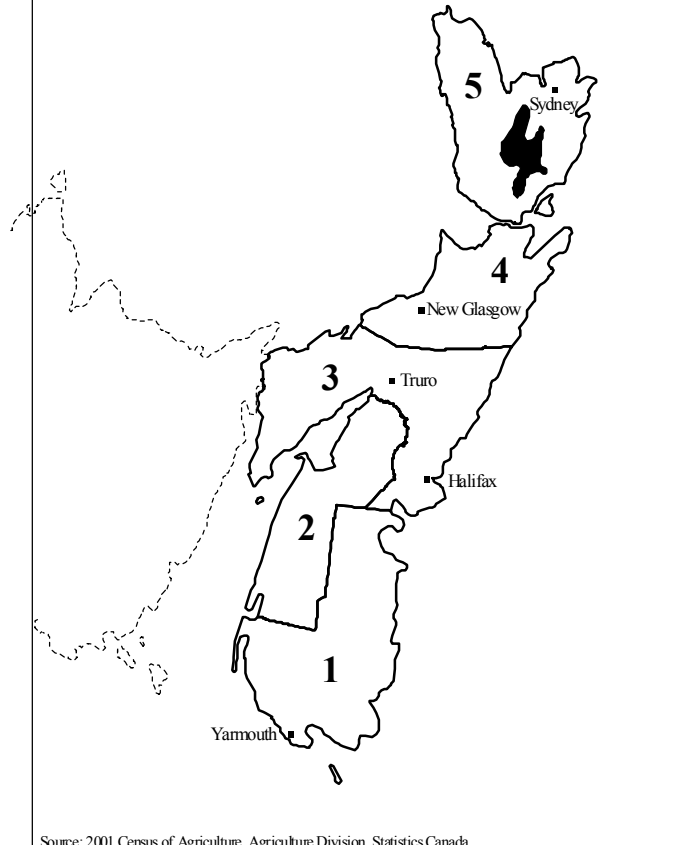 5
Sydney
4
New Glasgow
3
Truro
Halifax
2
1
Yarmouth
Source: 2001 Census of Agriculture, Agriculture Division, Statistics Canada